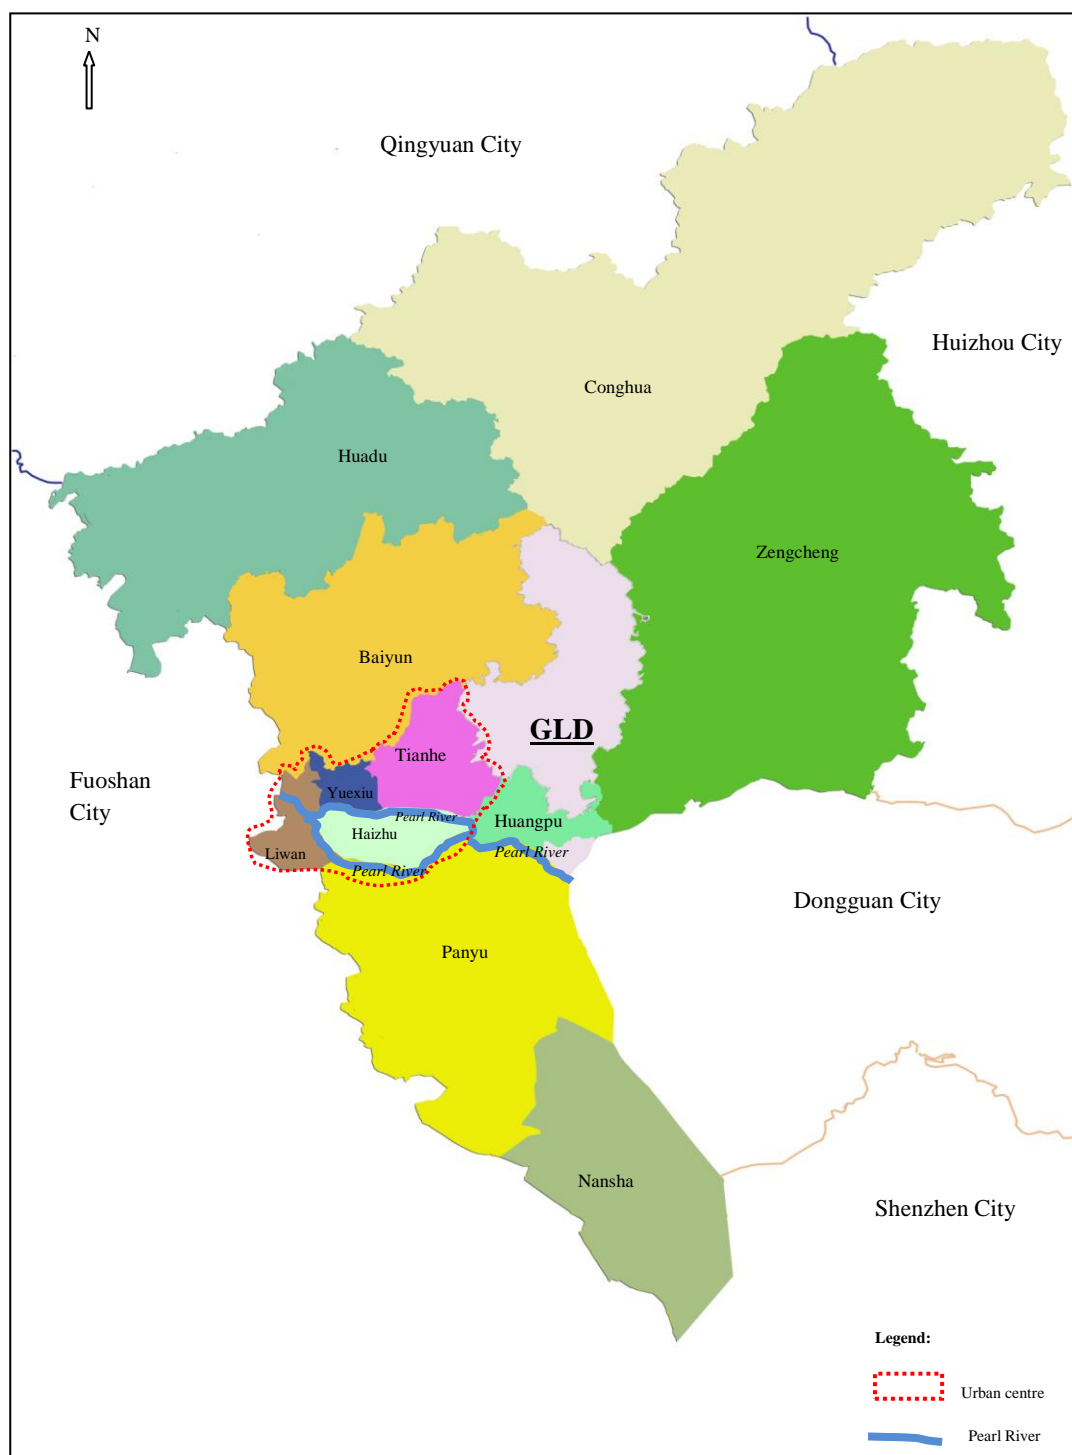 N
Qingyuan City
Huizhou City
Conghua
Huadu
Zengcheng
Baiyun
GLD
Tianhe
Fuoshan
City
Yuexiu
Pearl River
Huangpu
Haizhu
Pearl River
Liwan
Pearl River
Dongguan City
Panyu
Nansha
Shenzhen City
Legend:
Urban centre
Pearl River